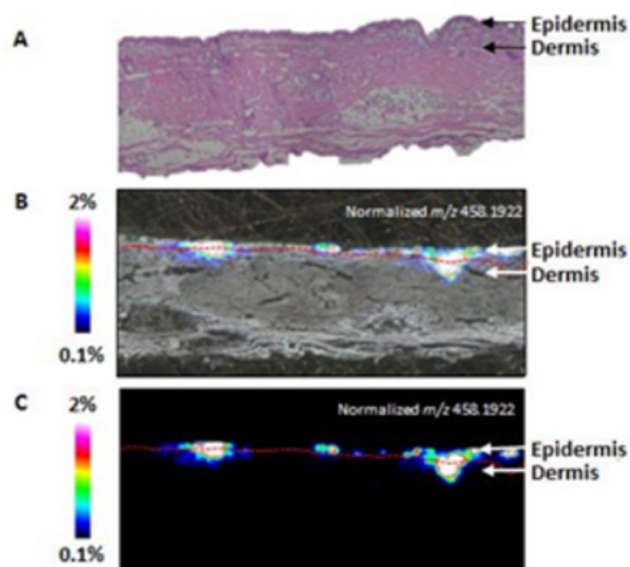 A
Epidermis
Dermis
B
2%
0.1%
Normalized m/z 458.1922
Epidermis
Dermis
C
2%
0.1%
Normalized m/z 458.1922
Epidermis
Dermis